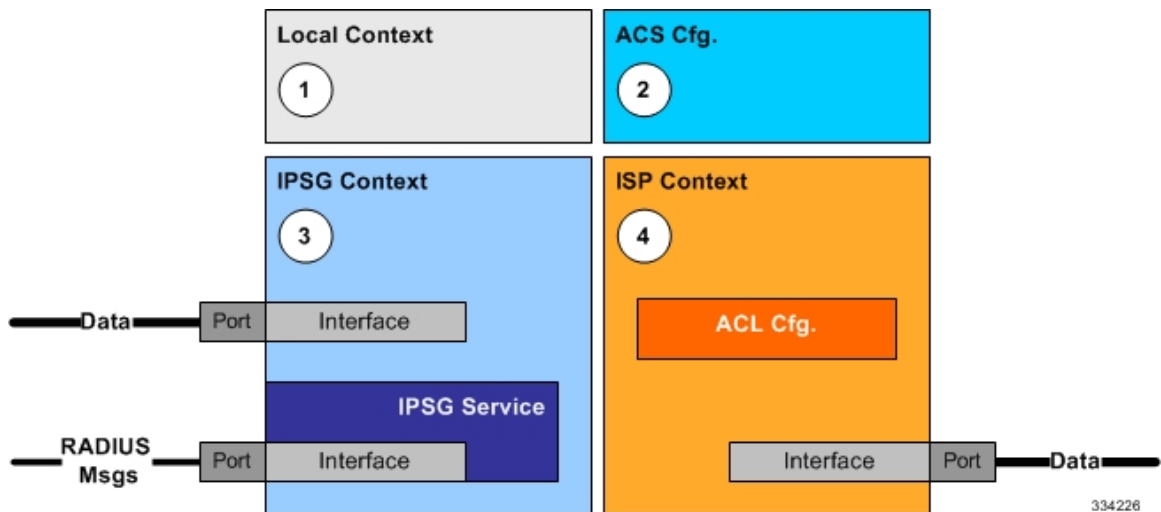 Local Context
1
ACS Cfg.
2
IPSG Context
3
ISP Context
4
Data
Port
Interface
ACL Cfg.
IPSG Service
RADIUS
Msgs
Port
Interface
Interface
Port
Data
334226